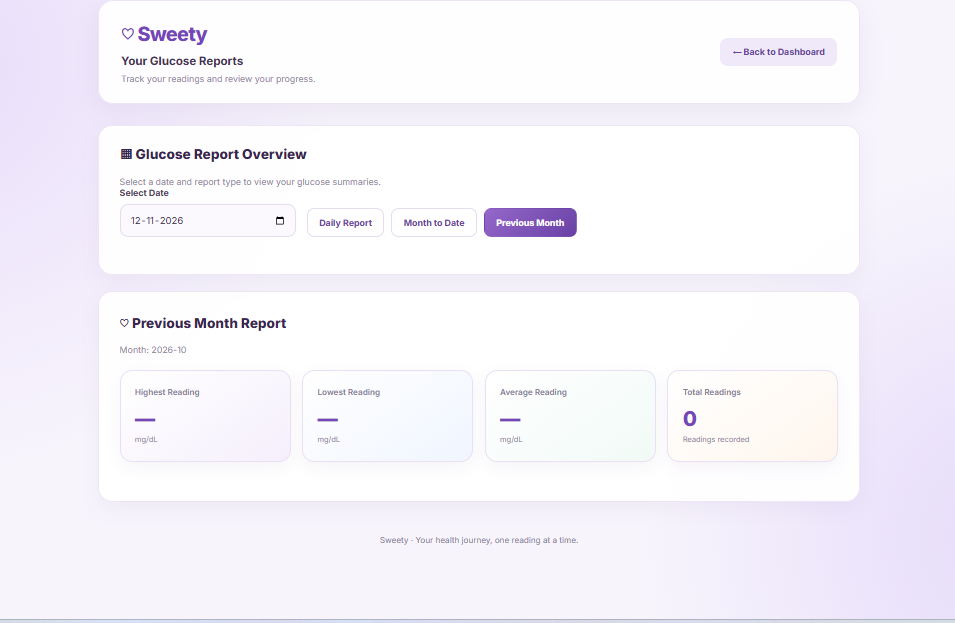 ♡ Sweety
Your Glucose Reports
Track your readings and review your progress.
← Back to Dashboard
▦ Glucose Report Overview
Select a date and report type to view your glucose summaries.
Select Date
12-11-2026
Daily Report
Month to Date
Previous Month
♡ Previous Month Report
Month: 2026-10
Highest Reading
—
mg/dL
Lowest Reading
—
mg/dL
Average Reading
—
mg/dL
Total Readings
0
Readings recorded
Sweety · Your health journey, one reading at a time.